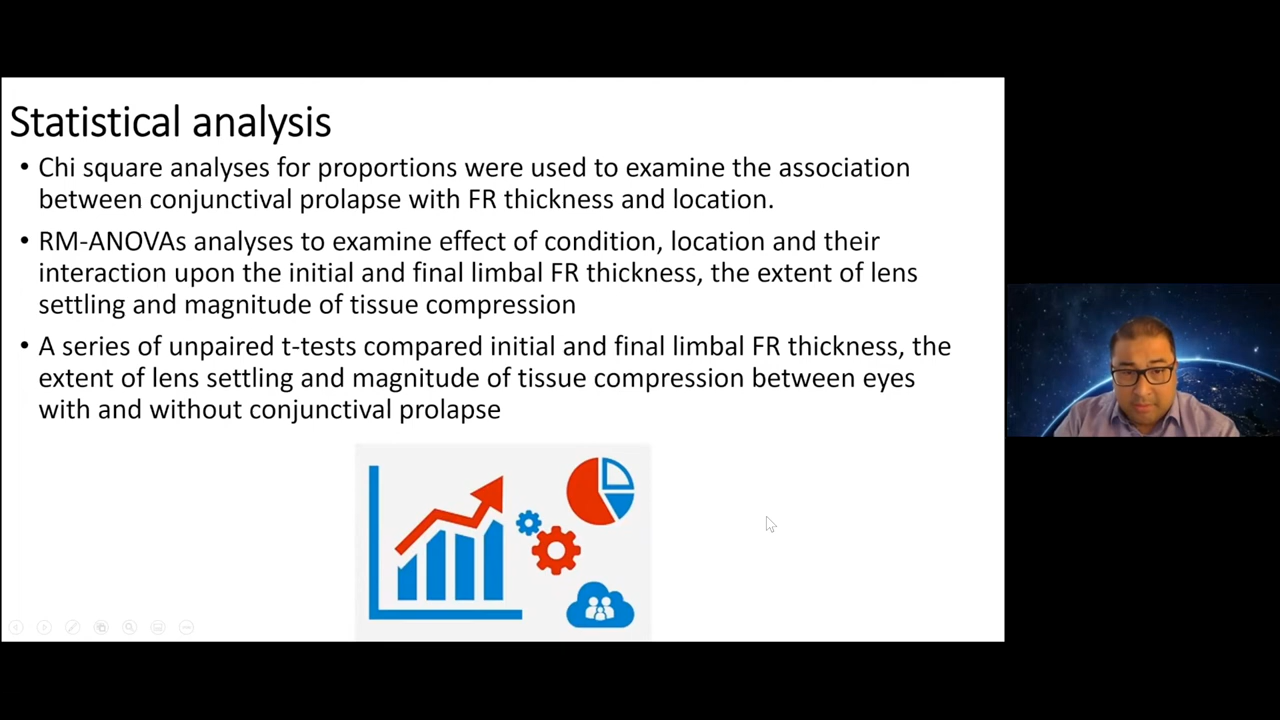 Statistical analysis
• Chi square analyses for proportions were used to examine the association
between conjunctival prolapse with FR thickness and location.
• RM-ANOVAs analyses to examine effect of condition, location and their
interaction upon the initial and final limbal FR thickness, the extent of lens
settling and magnitude of tissue compression
• A series of unpaired t-tests compared initial and final limbal FR thickness, the
extent of lens settling and magnitude of tissue compression between eyes
with and without conjunctival prolapse